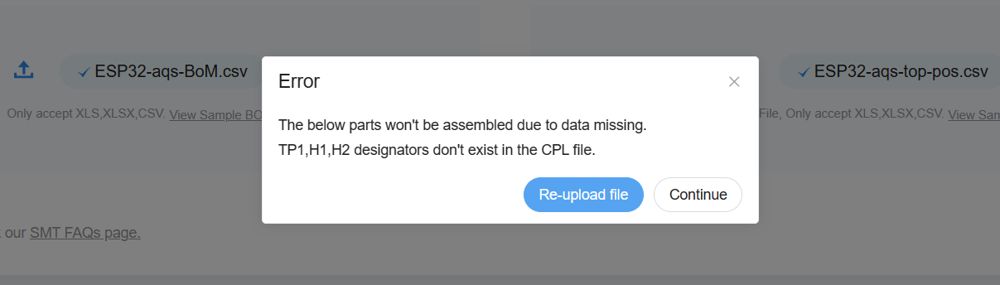 ESP32-aqs-BoM.csv
ESP32-aqs-top-pos.csv
Only accept XLS,XLSX,CSV. View Sample BO
File, Only accept XLS,XLSX,CSV. View Sam
Error
The below parts won't be assembled due to data missing.
TP1,H1,H2 designators don't exist in the CPL file.
Re-upload file
Continue
our SMT FAQs page.